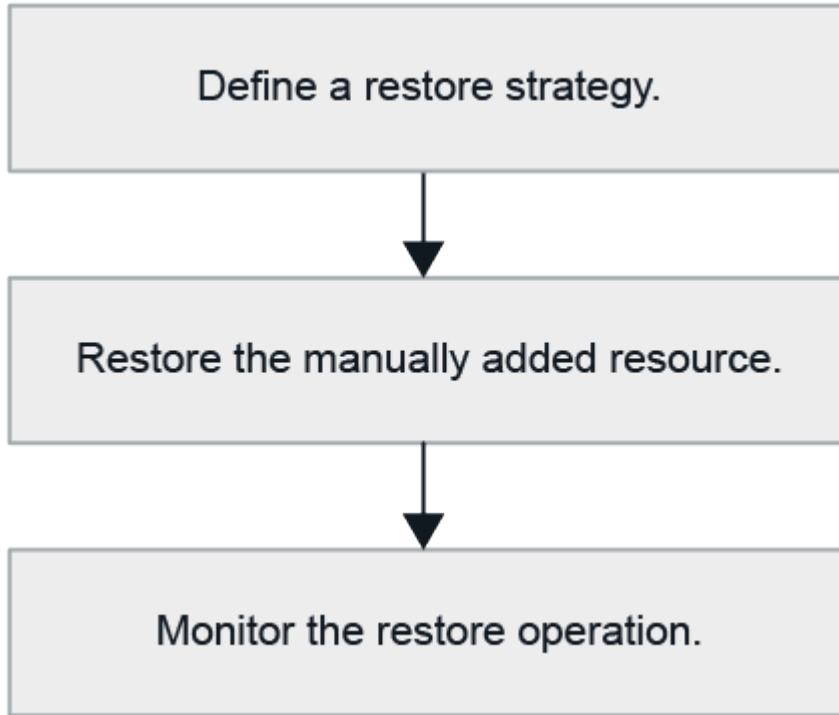 Define a restore strategy.
Restore the manually added resource.
Monitor the restore operation.